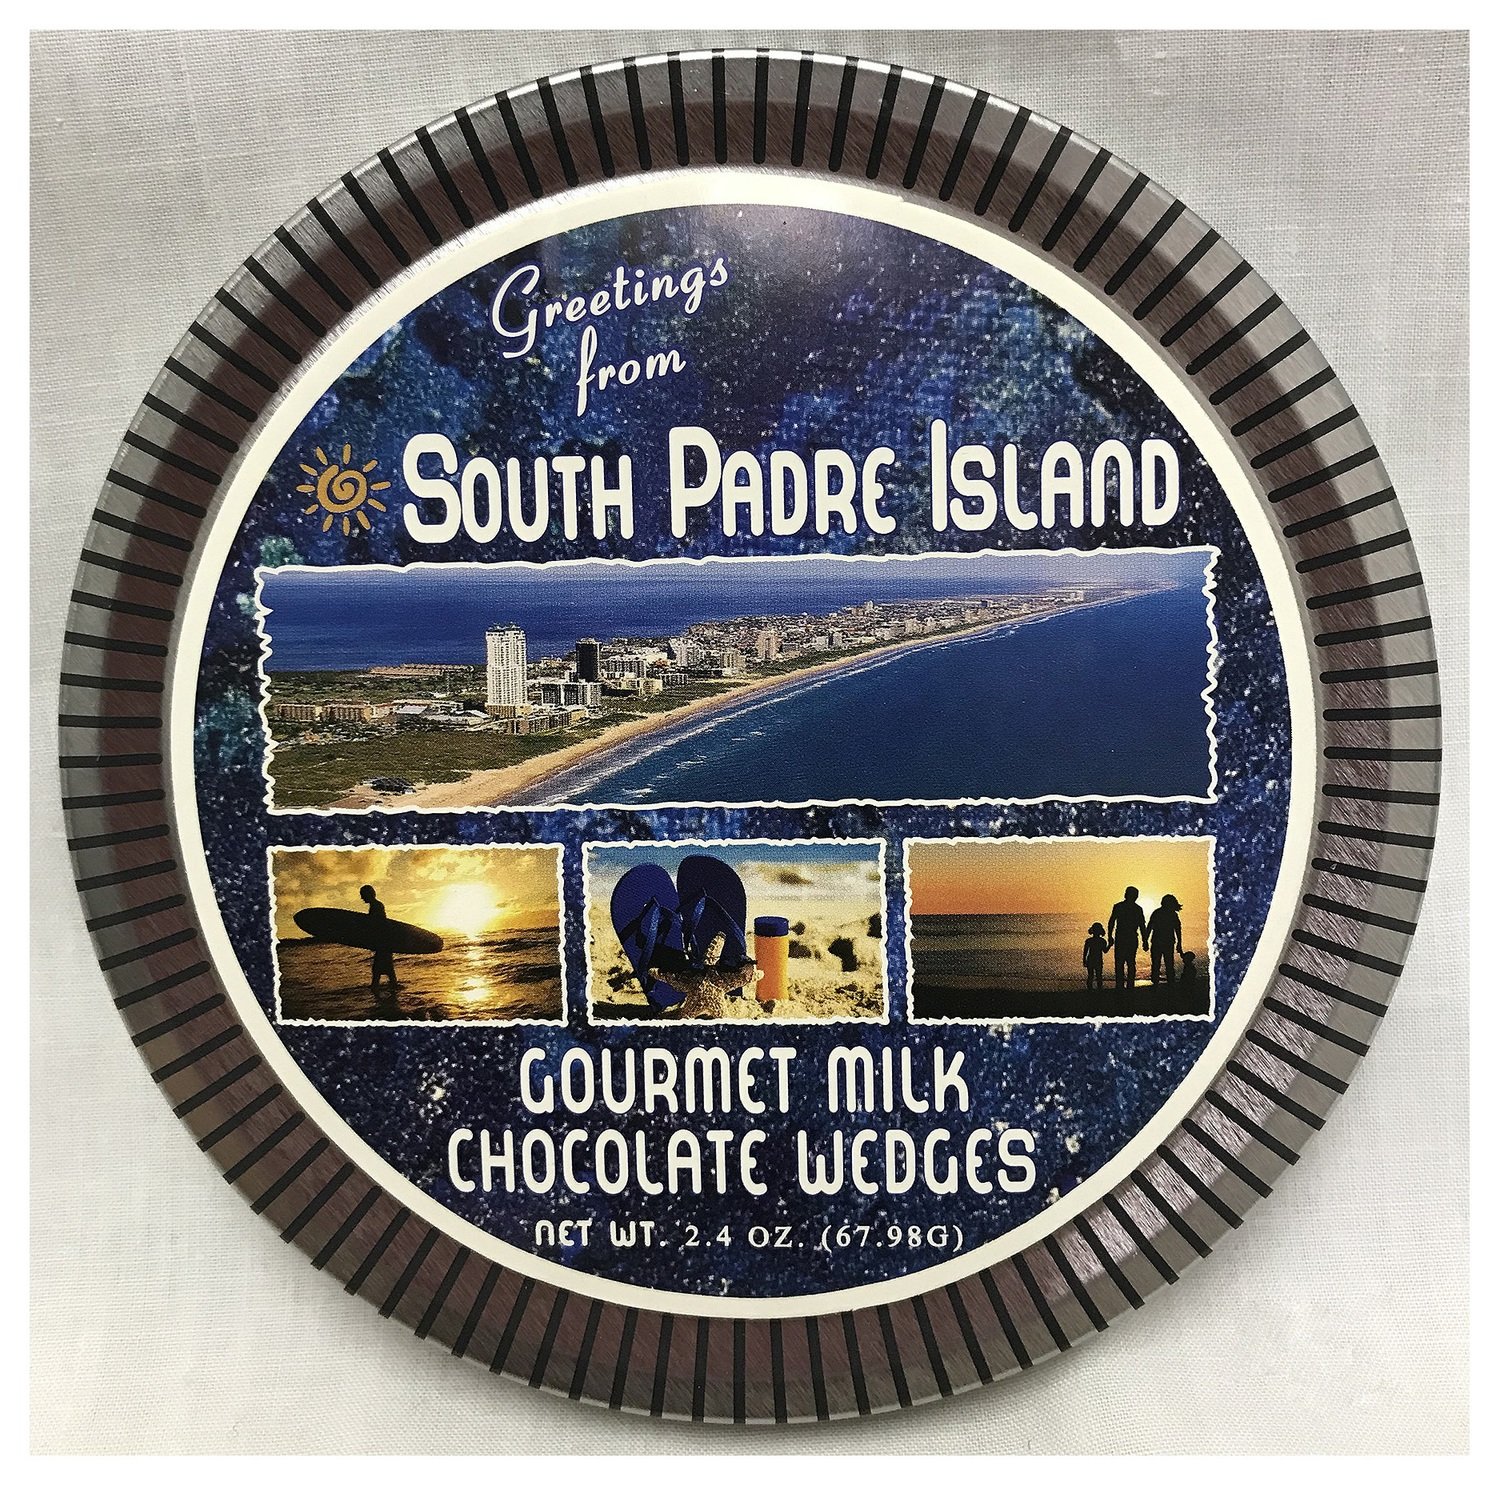 Greetings
from
SOUTH PADRE ISLAND
GOURMET MILK
CHOCOLATE WEDGES
NET WT. 2.4 OZ. (67.98G)